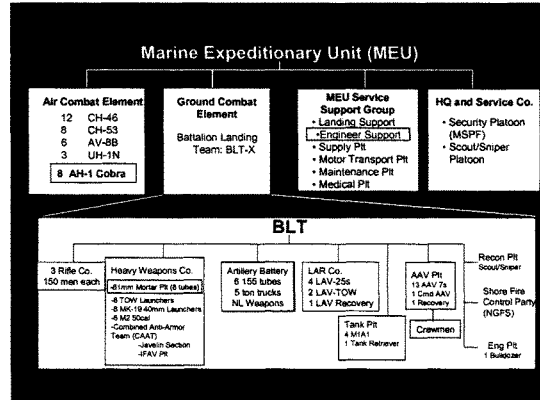 Marine Expeditionary Unit (MEU)
Air Combat Element
12 CH-46
8 CH-53
6 AV-8B
3 UH-1N
8 AH-1 Cobra
Ground Combat
Element
Battalion Landing
Team: BLT-X
MEU Service
Support Group
• Landing Support
•Engineer Support
• Supply Plt
• Motor Transport Plt
• Maintenance Plt
• Medical Plt
HQ and Service Co.
• Security Platoon
(MSPF)
• Scout/Sniper
Platoon
BLT
3 Rifle Co.
150 men each
Heavy Weapons Co.
-81mm Mortar Plt (8 tubes)
-8 TOW Launchers
-8 MK-19 40mm Launchers
-6 M2 50cal
-Combined Anti-Armor
Team (CAAT)
-Javelin Section
-IFAV Plt
Artillery Battery
6 155 tubes
5 ton trucks
NL Weapons
LAR Co.
4 LAV-25s
2 LAV-TOW
1 LAV Recovery
Tank Plt
4 M1A1
1 Tank Retriever
AAV Plt
13 AAV 7s
1 Cmd AAV
1 Recovery
Crewmen
Recon Plt
Scout/Sniper
Shore Fire
Control Party
(NGFS)
Eng Plt
1 Bulldozer